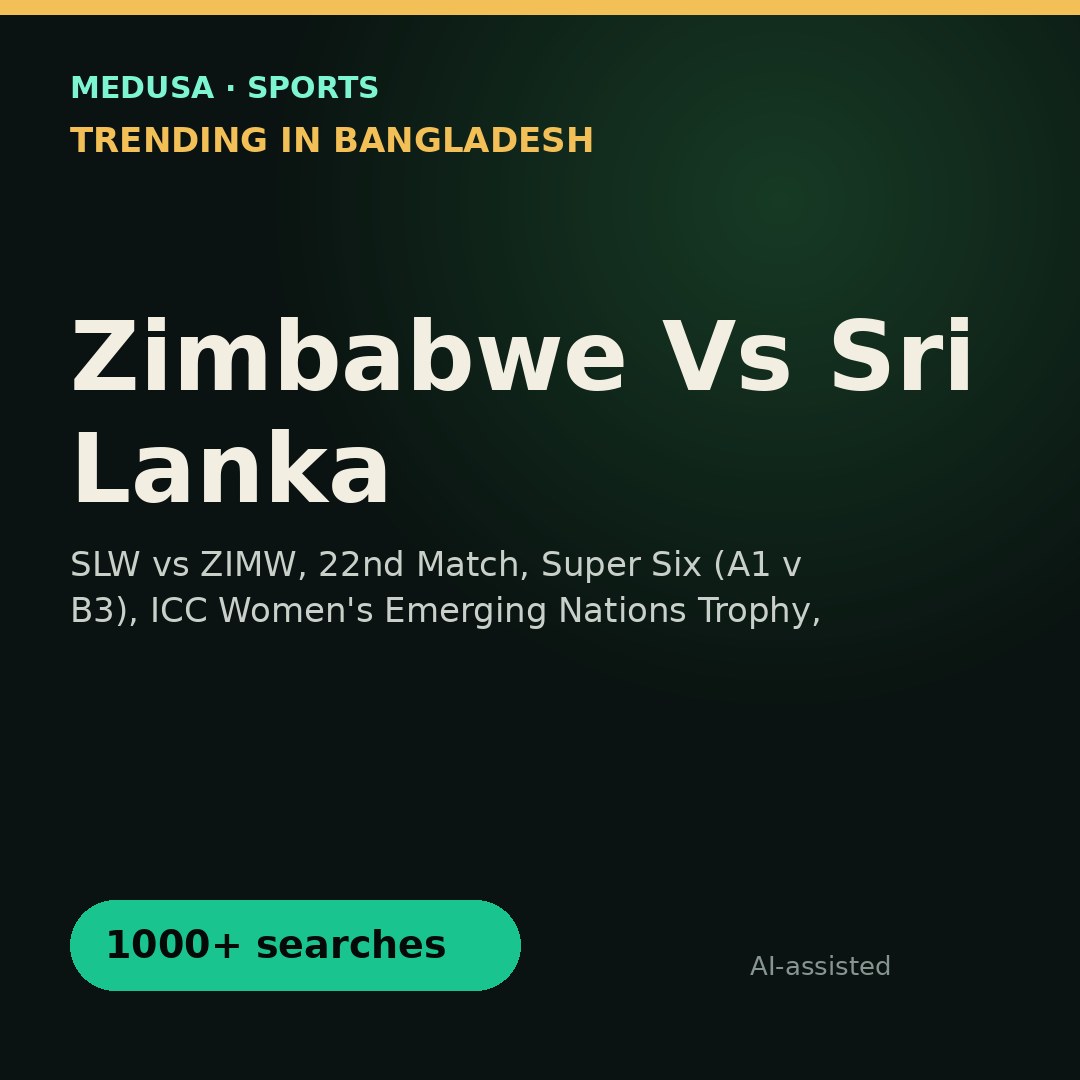 MEDUSA · SPORTS
TRENDING IN BANGLADESH
Zimbabwe Vs Sri
Lanka
SLW vs ZIMW, 22nd Match, Super Six (A1 v
B3), ICC Women's Emerging Nations Trophy,
1000+ searches
AI-assisted